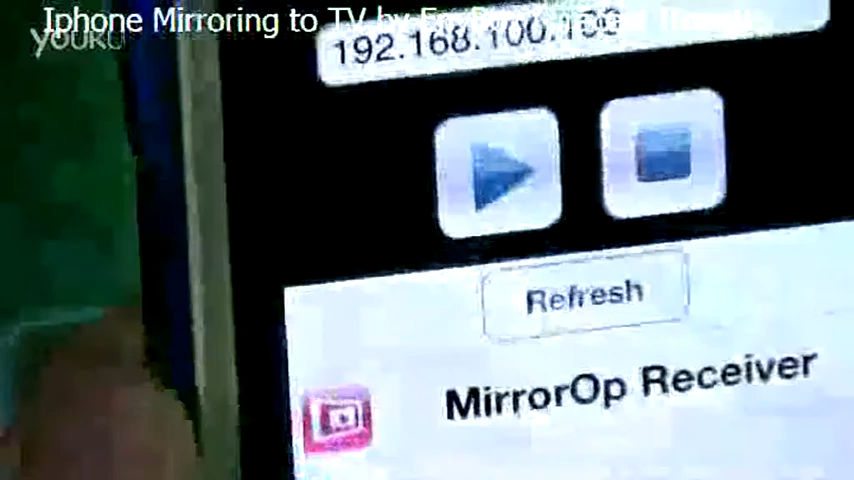 Iphone Mirroring to TV by
YOUKU
192.168.100.
Refresh
MirrorOp Receiver